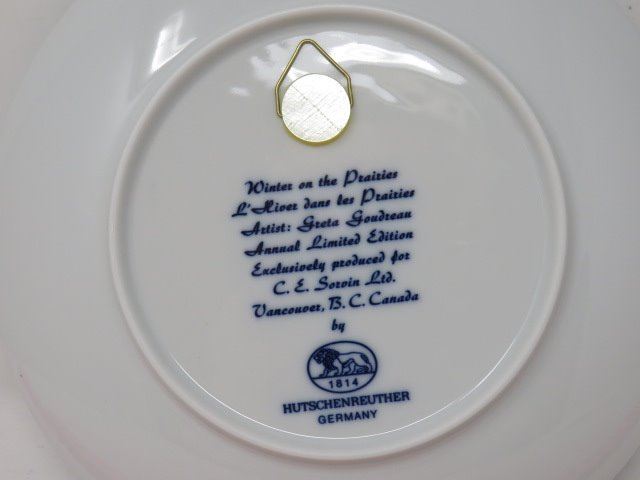 Winter on the Prairies
L'Hiver dans les Prairies
Artist: Greta Goudreau
Annual Limited Edition
Exclusively produced for
C. E. Sorvin Ltd.
Vancouver, B. C. Canada
by
1814
HUTSCHENREUTHER
GERMANY